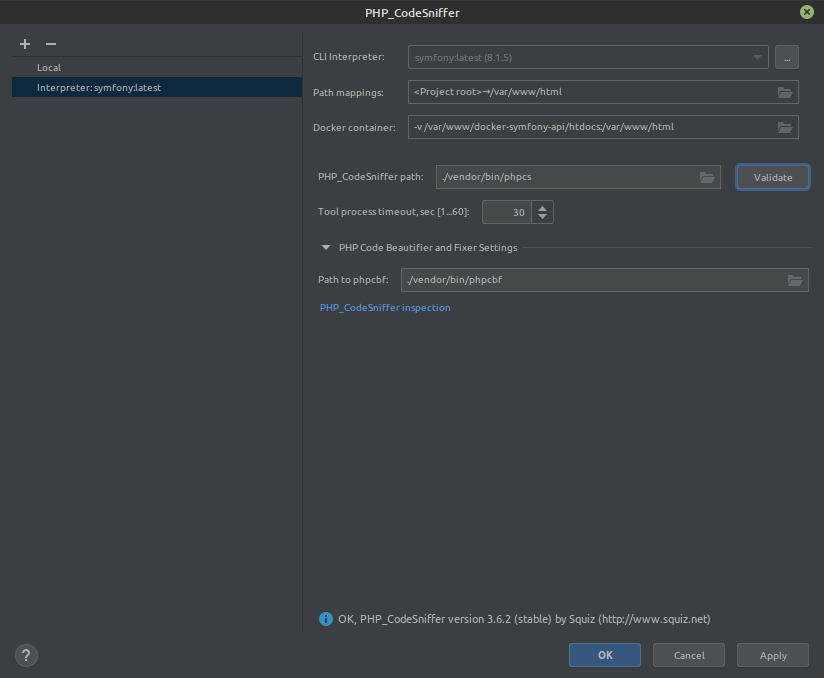 PHP_CodeSniffer
+ −
Local
Interpreter: symfony:latest
CLI Interpreter: symfony:latest (8.1.5) ...
Path mappings: <Project root>→/var/www/html
Docker container: -v /var/www/docker-symfony-api/htdocs:/var/www/html
PHP_CodeSniffer path: ./vendor/bin/phpcs Validate
Tool process timeout, sec [1...60]: 30
PHP Code Beautifier and Fixer Settings
Path to phpcbf: ./vendor/bin/phpcbf
PHP_CodeSniffer inspection
OK, PHP_CodeSniffer version 3.6.2 (stable) by Squiz (http://www.squiz.net)
? OK Cancel Apply